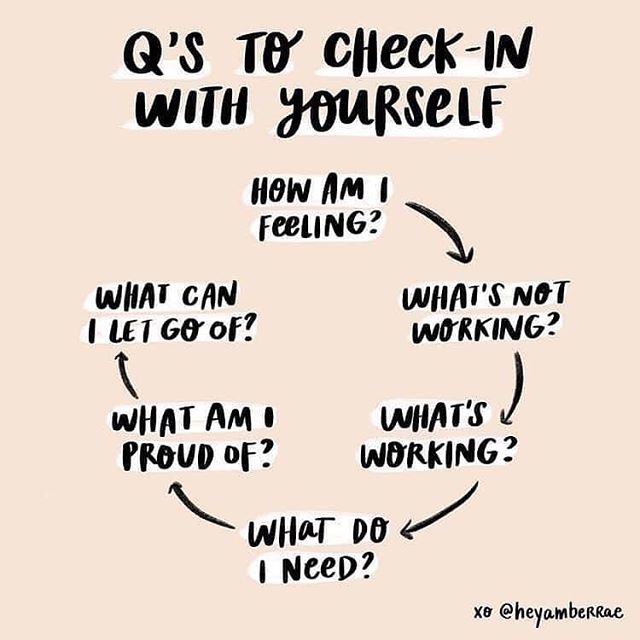 Q'S TO CHECK-IN
WITH YOURSELF
HOW AM I
FEELING?
WHAT'S NOT
WORKING?
WHAT'S
WORKING?
WHAT DO
I NEED?
WHAT AM I
PROUD OF?
WHAT CAN
I LET GO OF?
xo @heyamberrae